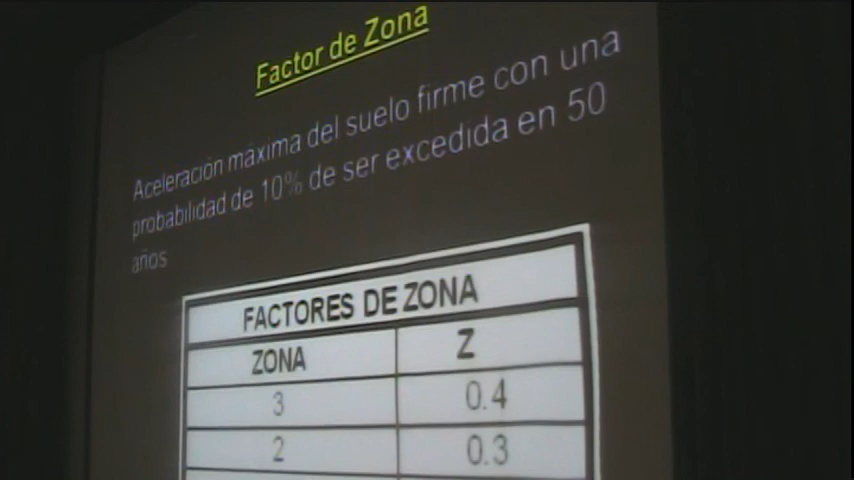 Factor de Zona
Aceleración máxima del suelo firme con una
probabilidad de 10% de ser excedida en 50
años
FACTORES DE ZONA
ZONA Z
3 0.4
2 0.3